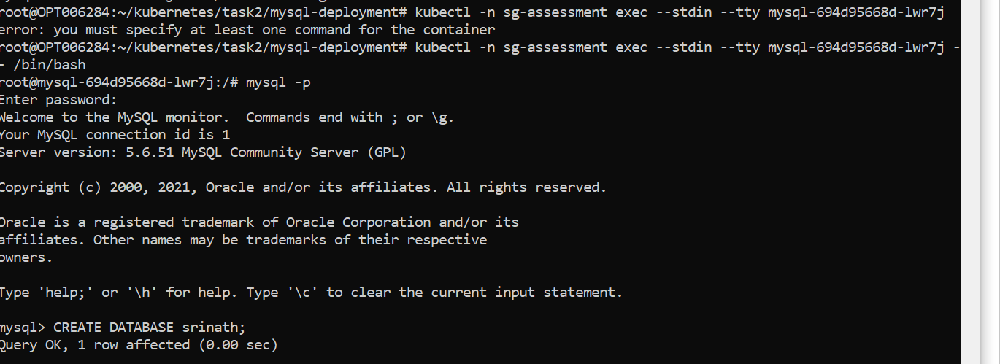 root@OPT006284:~/kubernetes/task2/mysql-deployment# kubectl -n sg-assessment exec --stdin --tty mysql-694d95668d-lwr7j
error: you must specify at least one command for the container
root@OPT006284:~/kubernetes/task2/mysql-deployment# kubectl -n sg-assessment exec --stdin --tty mysql-694d95668d-lwr7j -
- /bin/bash
root@mysql-694d95668d-lwr7j:/# mysql -p
Enter password:
Welcome to the MySQL monitor.  Commands end with ; or \g.
Your MySQL connection id is 1
Server version: 5.6.51 MySQL Community Server (GPL)

Copyright (c) 2000, 2021, Oracle and/or its affiliates. All rights reserved.

Oracle is a registered trademark of Oracle Corporation and/or its
affiliates. Other names may be trademarks of their respective
owners.

Type 'help;' or '\h' for help. Type '\c' to clear the current input statement.

mysql> CREATE DATABASE srinath;
Query OK, 1 row affected (0.00 sec)